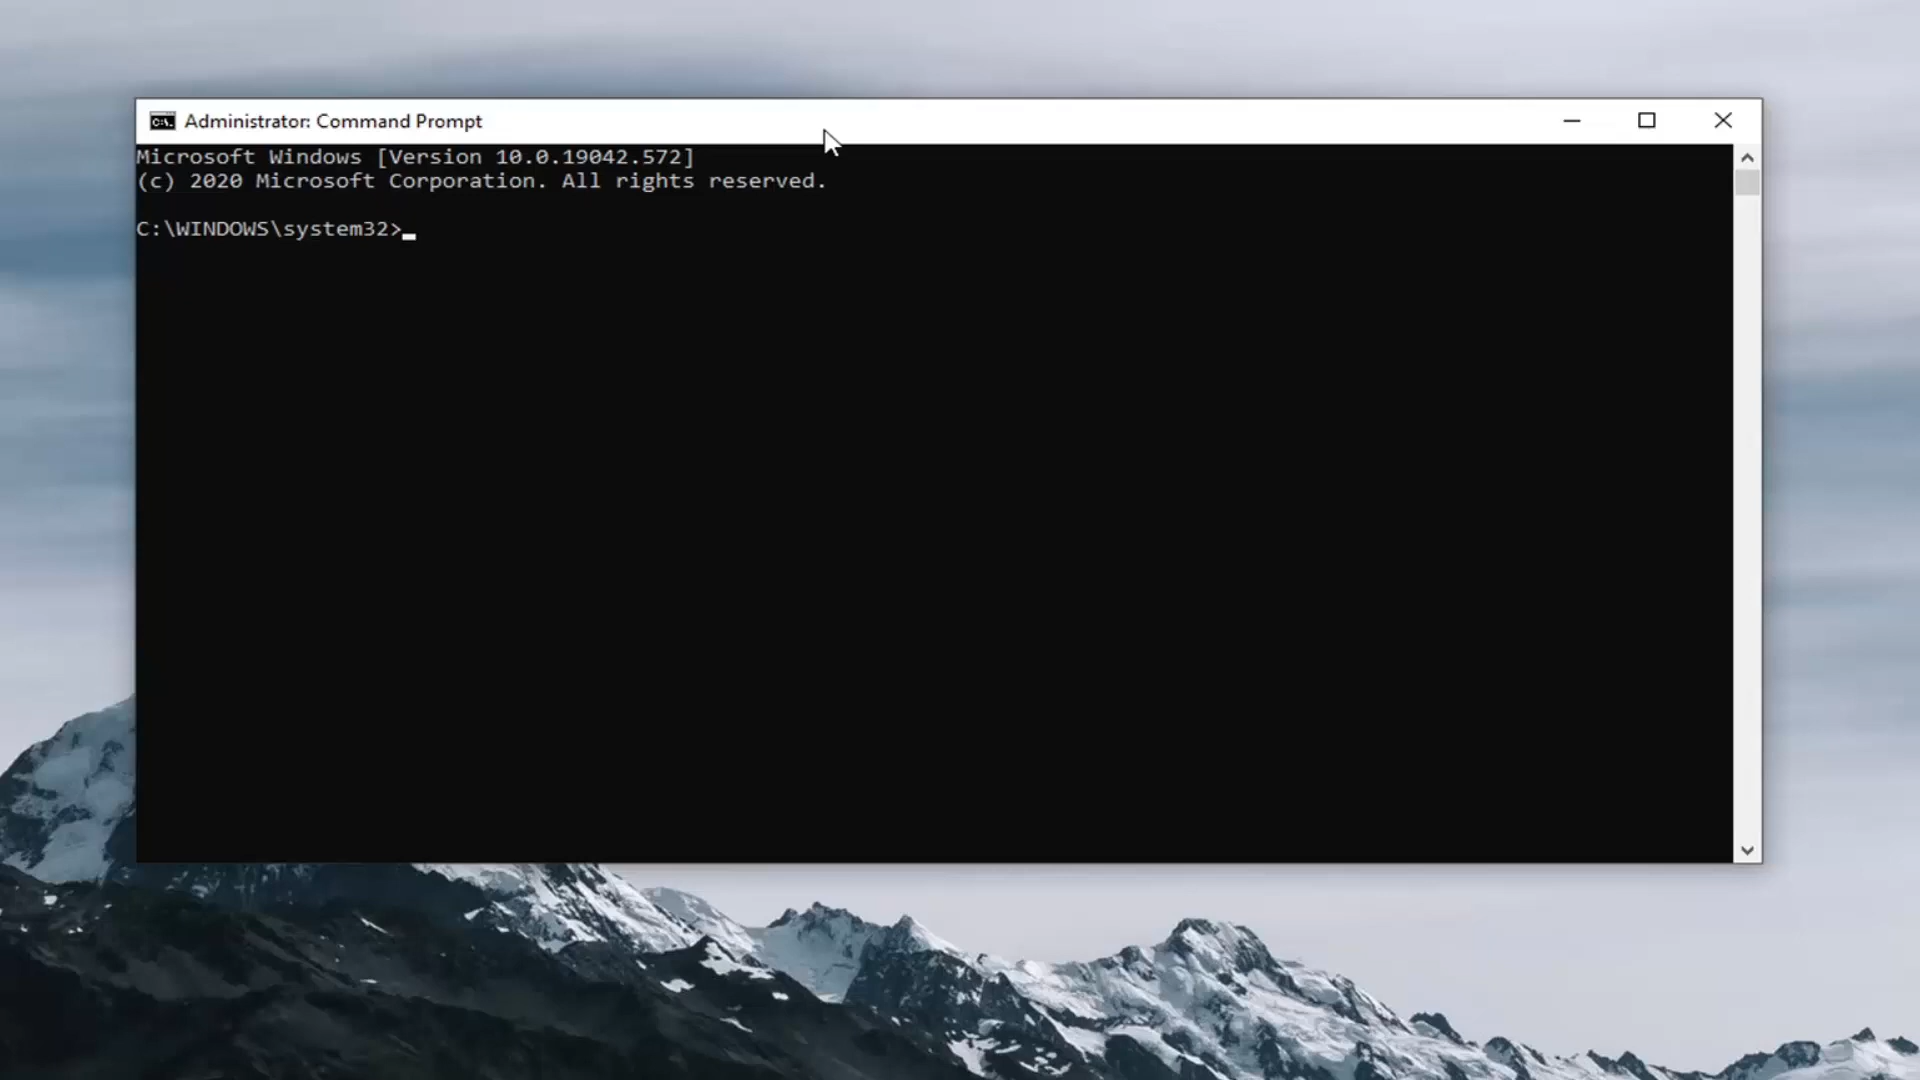 Administrator: Command Prompt
Microsoft Windows [Version 10.0.19042.572]
(c) 2020 Microsoft Corporation. All rights reserved.
C:\WINDOWS\system32>